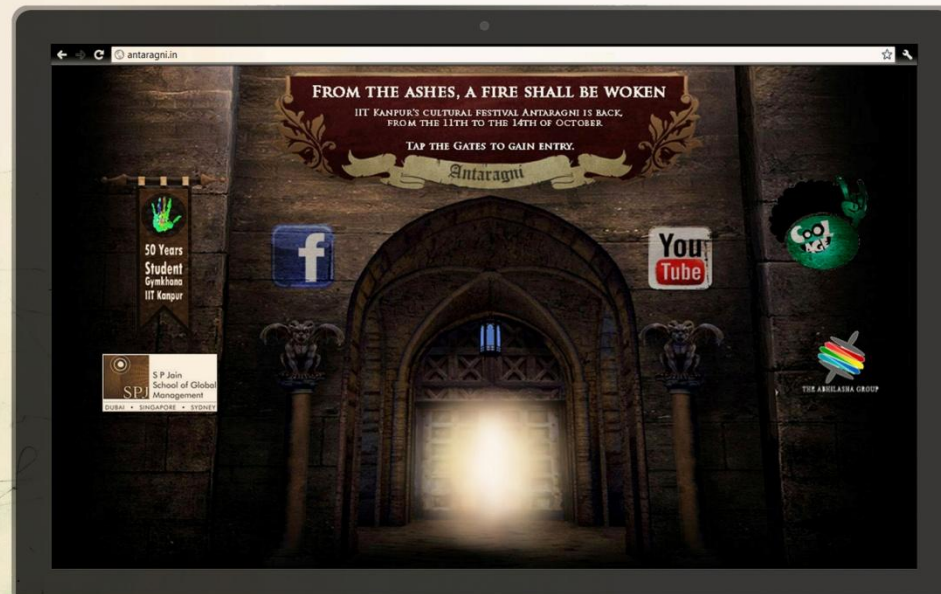 antaragni.in
FROM THE ASHES, A FIRE SHALL BE WOKEN
IIT KANPUR'S CULTURAL FESTIVAL ANTARAGNI IS BACK,
FROM THE 11TH TO THE 14TH OF OCTOBER
TAP THE GATES TO GAIN ENTRY.
Antaragni
50 Years
Student
Gymkhana
IIT Kanpur
f
You
Tube
COOL
AGE
SPJ
S P Jain
School of Global
Management
DUBAI • SINGAPORE • SYDNEY
THE ABHILASHA GROUP